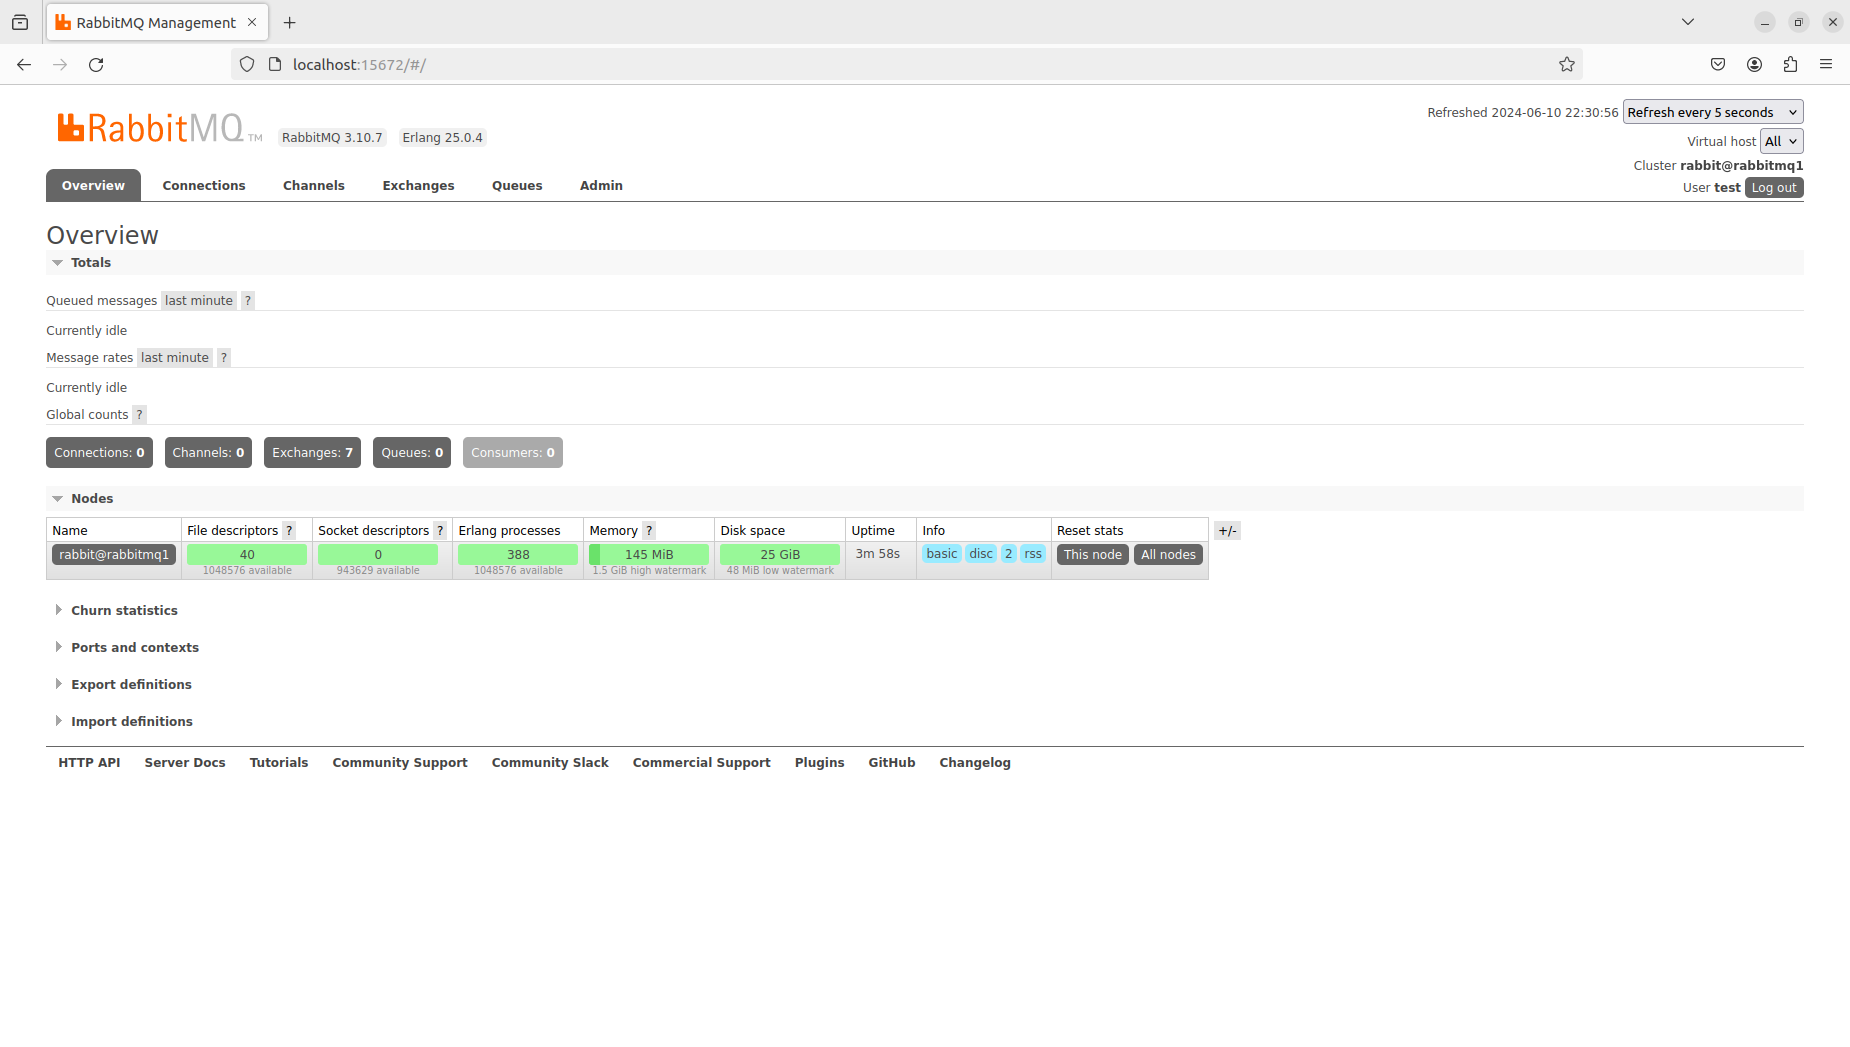 RabbitMQ Management
localhost:15672/#/
RabbitMQ TM RabbitMQ 3.10.7 Erlang 25.0.4
Refreshed 2024-06-10 22:30:56 Refresh every 5 seconds
Virtual host All
Cluster rabbit@rabbitmq1
User test Log out
Overview Connections Channels Exchanges Queues Admin
Overview
Totals
Queued messages last minute ?
Currently idle
Message rates last minute ?
Currently idle
Global counts ?
Connections: 0 Channels: 0 Exchanges: 7 Queues: 0 Consumers: 0
Nodes
Name File descriptors ? Socket descriptors ? Erlang processes Memory ? Disk space Uptime Info Reset stats +/-
rabbit@rabbitmq1 40 0 388 145 MiB 25 GiB 3m 58s basic disc 2 rss This node All nodes
1048576 available 943629 available 1048576 available 1.5 GiB high watermark 48 MiB low watermark
Churn statistics
Ports and contexts
Export definitions
Import definitions
HTTP API Server Docs Tutorials Community Support Community Slack Commercial Support Plugins GitHub Changelog